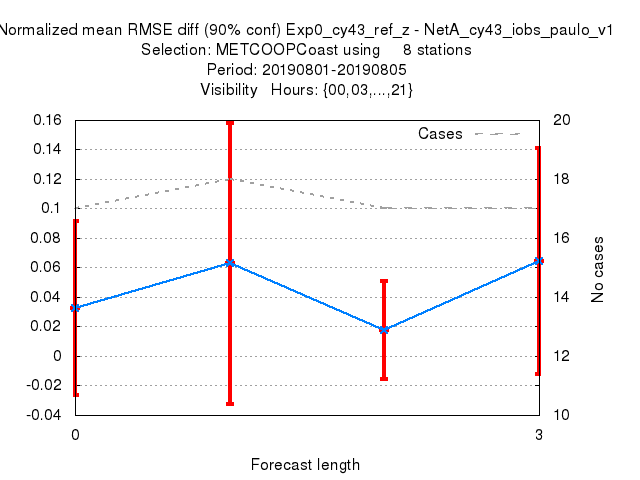 Normalized mean RMSE diff (90% conf) Exp0_cy43_ref_z - NetA_cy43_iobs_paulo_v1
Selection: METCOOPCoast using 8 stations
Period: 20190801-20190805
Visibility Hours: {00,03,...,21}
Cases
0.16
0.14
0.12
0.1
0.08
0.06
0.04
0.02
0
-0.02
-0.04
20
18
16
14
12
10
No cases
0 3
Forecast length